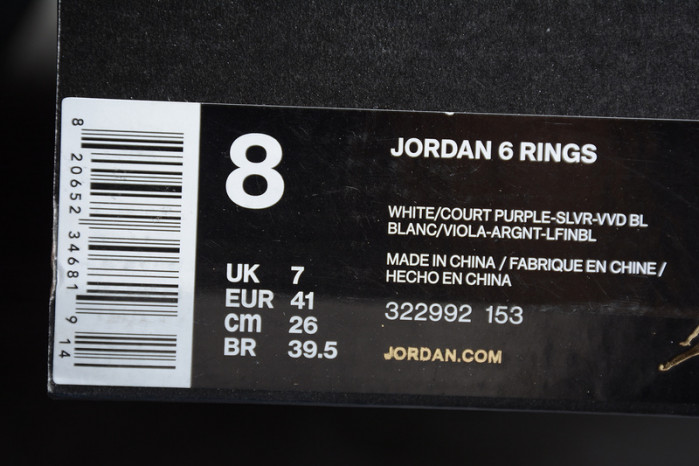 8 20652 34681 9 14
8
UK 7
EUR 41
cm 26
BR 39.5
JORDAN 6 RINGS
WHITE/COURT PURPLE-SLVR-VVD BL
BLANC/VIOLA-ARGNT-LFINBL
MADE IN CHINA / FABRIQUE EN CHINE /
HECHO EN CHINA
322992 153
JORDAN.COM